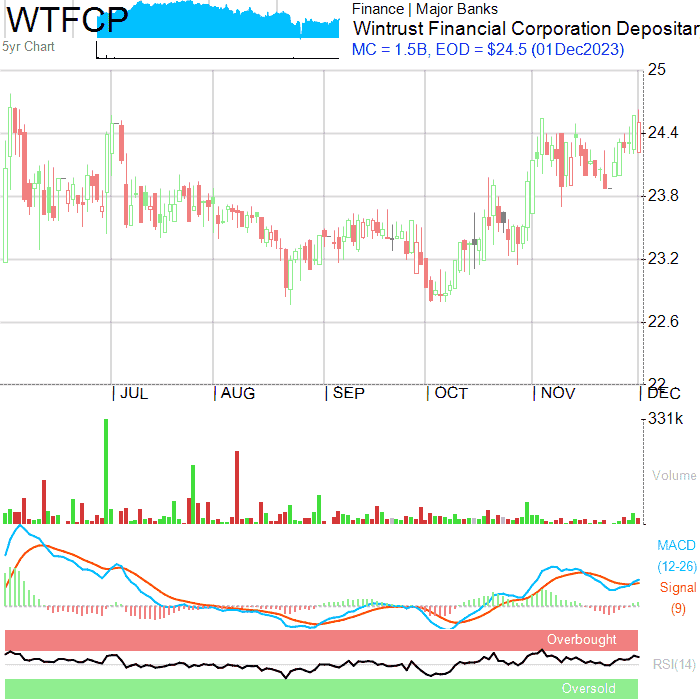 WTFCP
5yr Chart
Finance | Major Banks
Wintrust Financial Corporation Depositar
MC = 1.5B, EOD = $24.5 (01Dec2023)
25
24.4
23.8
23.2
22.6
22
| JUL | AUG | SEP | OCT | NOV | DEC
331k
Volume
MACD
(12-26)
Signal
(9)
Overbought
RSI(14)
Oversold